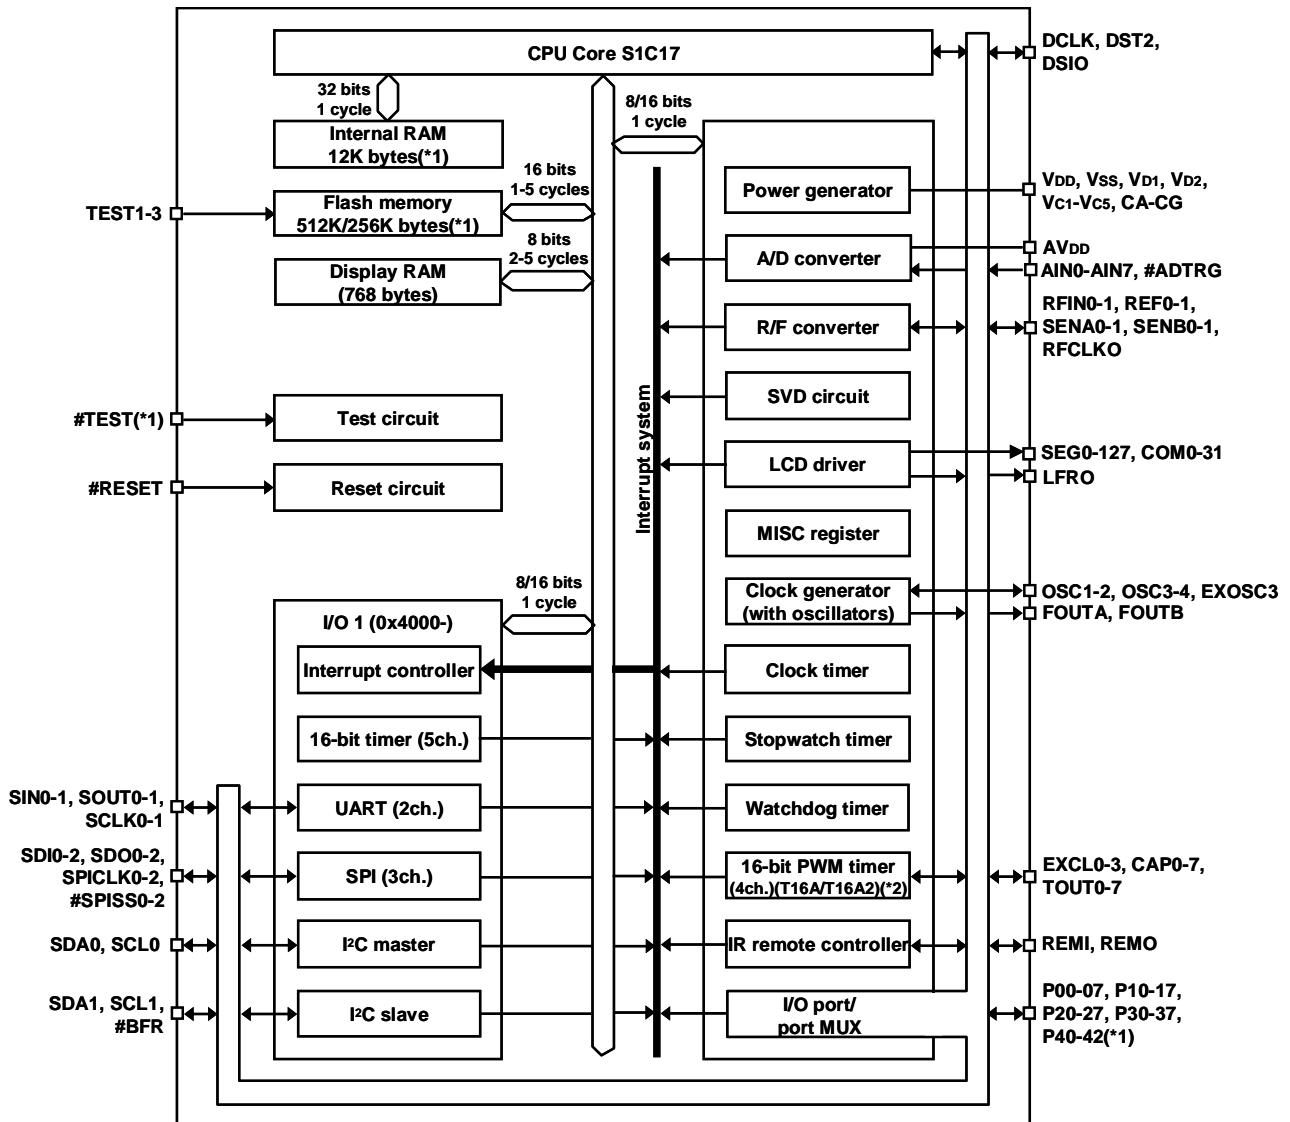 CPU Core S1C17
DCLK, DST2,
DSIO
32 bits
1 cycle
8/16 bits
1 cycle
Internal RAM
12K bytes(*1)
16 bits
1-5 cycles
TEST1-3
Flash memory
512K/256K bytes(*1)
8 bits
2-5 cycles
Display RAM
(768 bytes)
#TEST(*1)
Test circuit
#RESET
Reset circuit
Interrupt system
Power generator
VDD, VSS, VD1, VD2,
VC1-VC5, CA-CG
A/D converter
AVDD
AIN0-AIN7, #ADTRG
R/F converter
RFIN0-1, REF0-1,
SENA0-1, SENB0-1,
RFCLKO
SVD circuit
LCD driver
SEG0-127, COM0-31
LFRO
MISC register
Clock generator
(with oscillators)
OSC1-2, OSC3-4, EXOSC3
FOUTA, FOUTB
8/16 bits
1 cycle
I/O 1 (0x4000-)
Interrupt controller
Clock timer
16-bit timer (5ch.)
Stopwatch timer
SIN0-1, SOUT0-1,
SCLK0-1
UART (2ch.)
Watchdog timer
SDI0-2, SDO0-2,
SPICLK0-2,
#SPISS0-2
SPI (3ch.)
16-bit PWM timer
(4ch.)(T16A/T16A2)(*2)
EXCL0-3, CAP0-7,
TOUT0-7
SDA0, SCL0
I2C master
IR remote controller
REMI, REMO
SDA1, SCL1,
#BFR
I2C slave
I/O port/
port MUX
P00-07, P10-17,
P20-27, P30-37,
P40-42(*1)